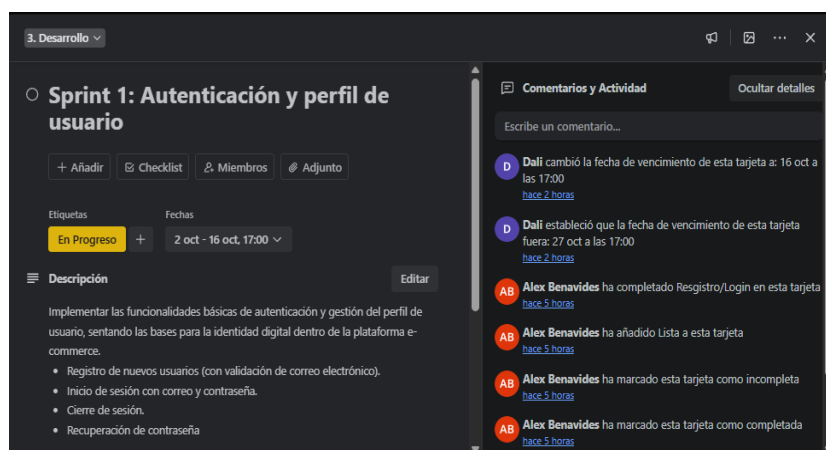 3. Desarrollo
Sprint 1: Autenticación y perfil de
usuario
+ Añadir
Checklist
Miembros
Adjunto
Etiquetas
Fechas
En Progreso
+
2 oct - 16 oct, 17:00
Descripción
Editar
Implementar las funcionalidades básicas de autenticación y gestión del perfil de
usuario, sentando las bases para la identidad digital dentro de la plataforma e-
commerce.
• Registro de nuevos usuarios (con validación de correo electrónico).
• Inicio de sesión con correo y contraseña.
• Cierre de sesión.
• Recuperación de contraseña
Comentarios y Actividad
Ocultar detalles
Escribe un comentario...
D
Dali cambió la fecha de vencimiento de esta tarjeta a: 16 oct a
las 17:00
hace 2 horas
D
Dali estableció que la fecha de vencimiento de esta tarjeta
fuera: 27 oct a las 17:00
hace 2 horas
AB
Alex Benavides ha completado Resgistro/Login en esta tarjeta
hace 5 horas
AB
Alex Benavides ha añadido Lista a esta tarjeta
hace 5 horas
AB
Alex Benavides ha marcado esta tarjeta como incompleta
hace 5 horas
AB
Alex Benavides ha marcado esta tarjeta como completada
hace 5 horas